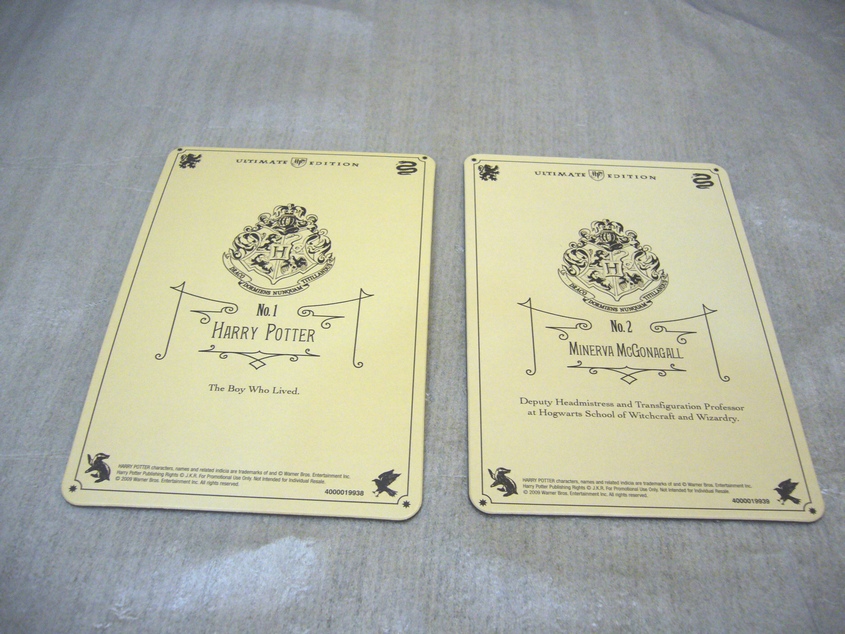 ULTIMATE HP EDITION
H
DRACO DORMIENS NUNQUAM TITILLANDUS
No. 1
HARRY POTTER
The Boy Who Lived.
HARRY POTTER characters, names and related indicia are trademarks of and © Warner Bros. Entertainment Inc.
Harry Potter Publishing Rights © J.K.R. For Promotional Use Only. Not Intended for Individual Resale.
© 2009 Warner Bros. Entertainment Inc. All rights reserved.
4000019938
ULTIMATE HP EDITION
H
DRACO DORMIENS NUNQUAM TITILLANDUS
No. 2
MINERVA MCGONAGALL
Deputy Headmistress and Transfiguration Professor
at Hogwarts School of Witchcraft and Wizardry.
HARRY POTTER characters, names and related indicia are trademarks of and © Warner Bros. Entertainment Inc.
Harry Potter Publishing Rights © J.K.R. For Promotional Use Only. Not Intended for Individual Resale.
© 2009 Warner Bros. Entertainment Inc. All rights reserved.
4000019939